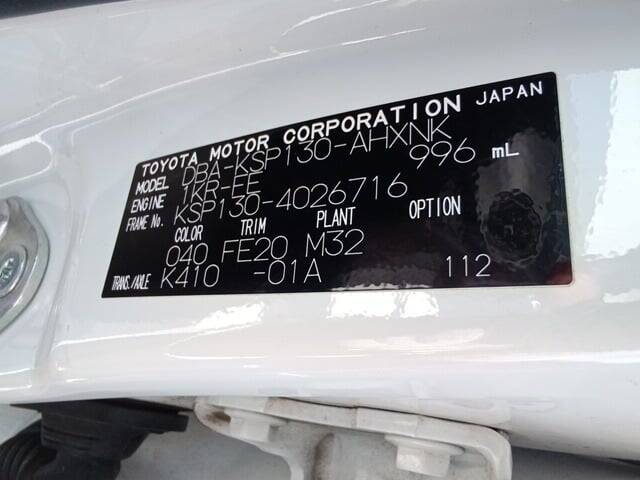 TOYOTA MOTOR CORPORATION JAPAN
MODEL DBA-KSP130-AHXNK
ENGINE 1KR-FE 996 mL
FRAME No. KSP130-4026716
COLOR TRIM PLANT OPTION
040 FE20 M32
TRANS./AXLE K410 -01A 112